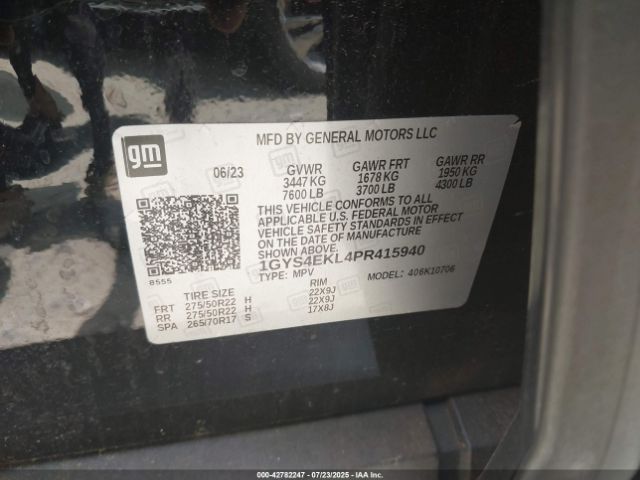 gm
MFD BY GENERAL MOTORS LLC
06/23 GVWR GAWR FRT GAWR RR
3447 KG 1678 KG 1950 KG
7600 LB 3700 LB 4300 LB
THIS VEHICLE CONFORMS TO ALL
APPLICABLE U.S. FEDERAL MOTOR
VEHICLE SAFETY STANDARDS IN EFFECT
ON THE DATE OF MANUFACTURE
SHOWN ABOVE.
1GYS4EKL4PR415940
TYPE: MPV MODEL: 406K10706
8555
TIRE SIZE RIM
FRT 275/50R22 H 22X9J
RR 275/50R22 H 22X9J
SPA 265/70R17 S 17X8J
1-42782247 | 07/23/2025 | IAAI.COM